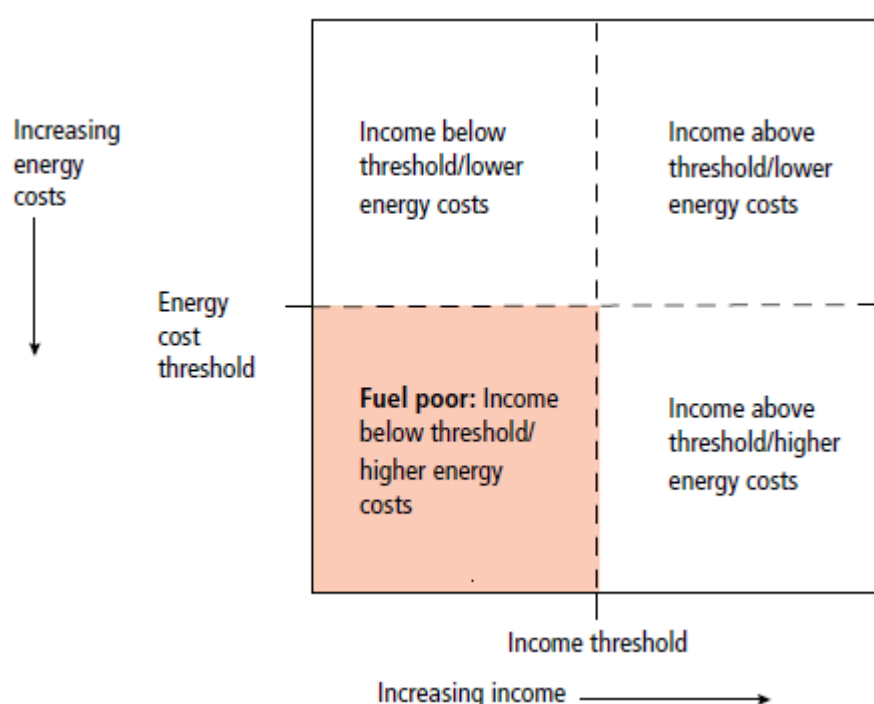 Increasing
energy
costs
Income below
threshold/lower
energy costs
Income above
threshold/lower
energy costs
Energy
cost
threshold
Fuel poor: Income
below threshold/
higher energy
costs
Income above
threshold/higher
energy costs
Income threshold
Increasing income